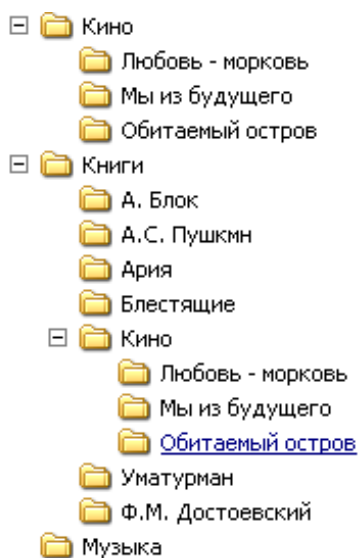 Кино
Любовь - морковь
Мы из будущего
Обитаемый остров
Книги
А. Блок
А.С. Пушкмн
Ария
Блестящие
Кино
Любовь - морковь
Мы из будущего
Обитаемый остров
Уматурман
Ф.М. Достоевский
Музыка